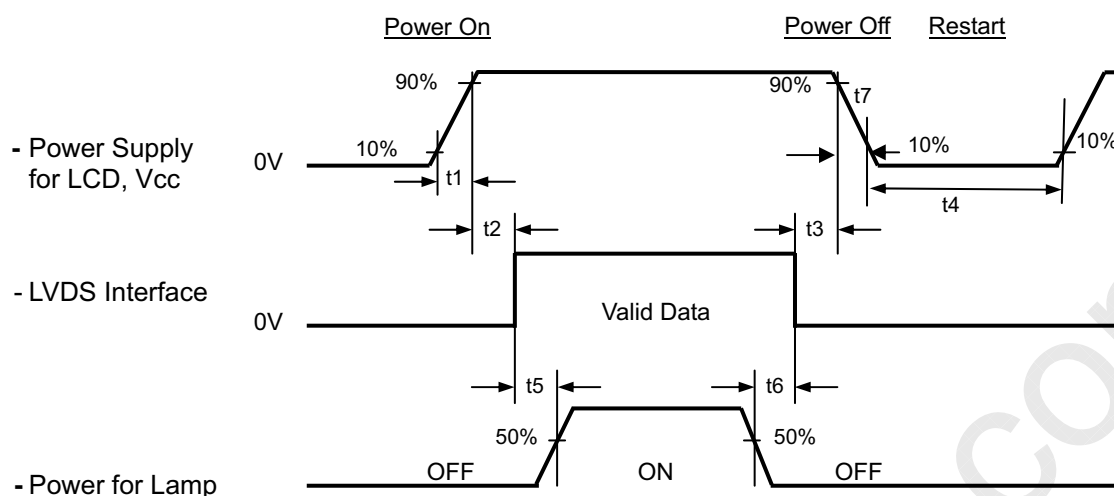 Power On
Power Off
Restart
90%
90%
t7
- Power Supply
for LCD, Vcc
0V
10%
10%
10%
t1
t4
t2
t3
- LVDS Interface
0V
Valid Data
t5
t6
50%
50%
- Power for Lamp
OFF
ON
OFF
con